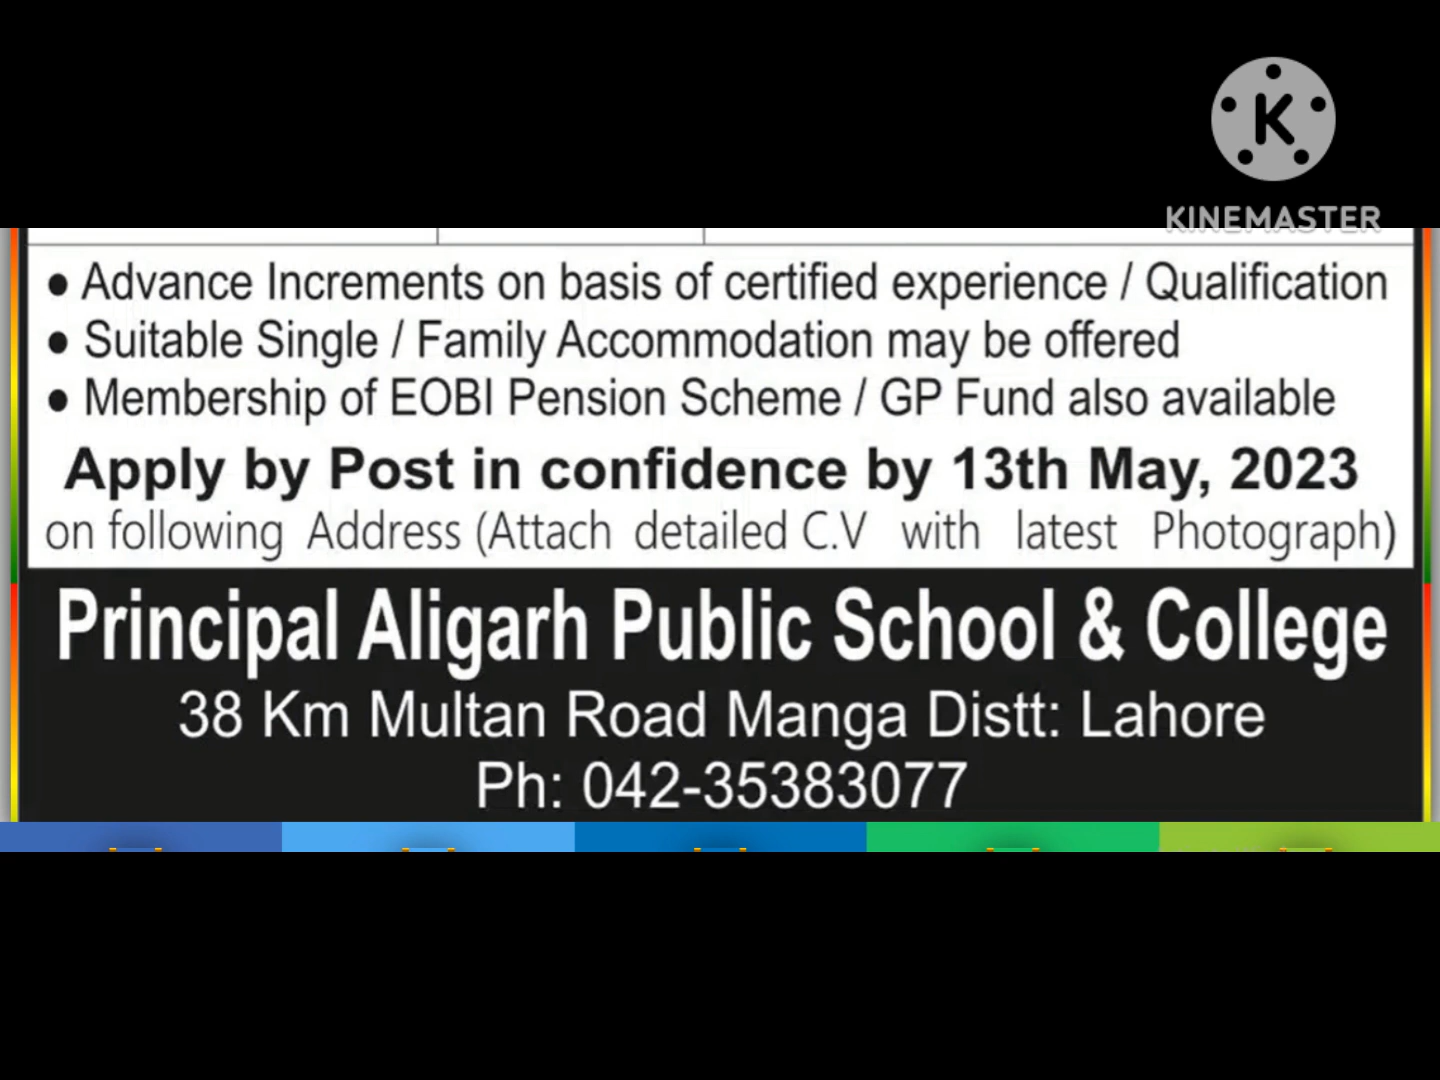 K
KINEMASTER
• Advance Increments on basis of certified experience / Qualification
• Suitable Single / Family Accommodation may be offered
• Membership of EOBI Pension Scheme / GP Fund also available
Apply by Post in confidence by 13th May, 2023
on following Address (Attach detailed C.V with latest Photograph)
Principal Aligarh Public School & College
38 Km Multan Road Manga Distt: Lahore
Ph: 042-35383077